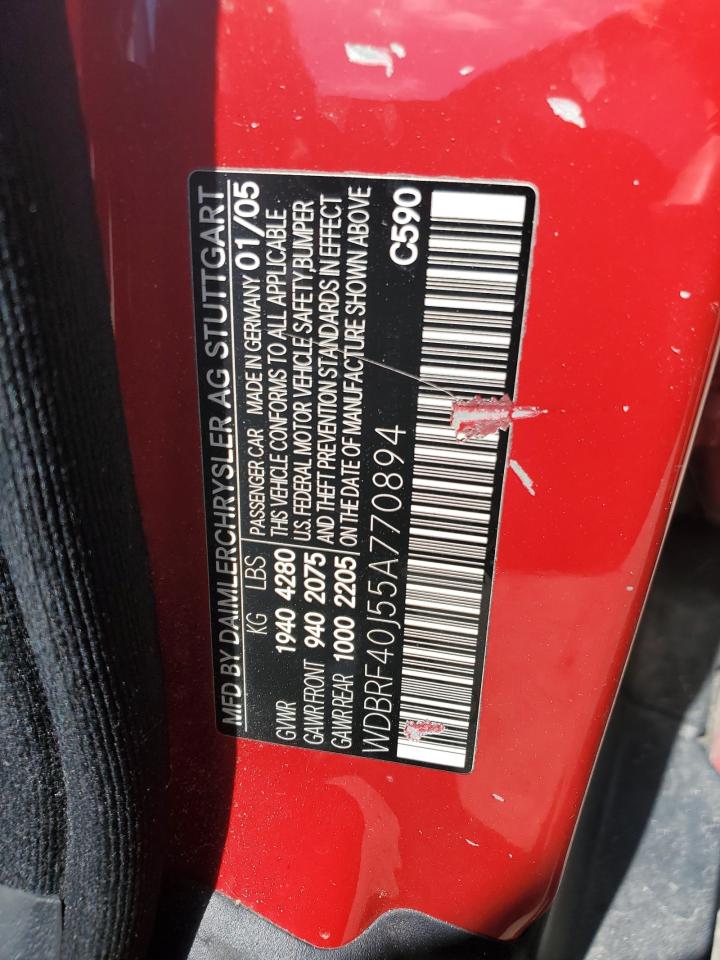 MFD BY DAIMLERCHRYSLER AG STUTTGART
KG LBS
GVWR 1940 4280
GAWR FRONT 940 2075
GAWR REAR 1000 2205
PASSENGER CAR MADE IN GERMANY 01/05
THIS VEHICLE CONFORMS TO ALL APPLICABLE
U.S. FEDERAL MOTOR VEHICLE SAFETY,BUMPER
AND THEFT PREVENTION STANDARDS IN EFFECT
ON THE DATE OF MANUFACTURE SHOWN ABOVE
WDBRF40J55A770894 C590